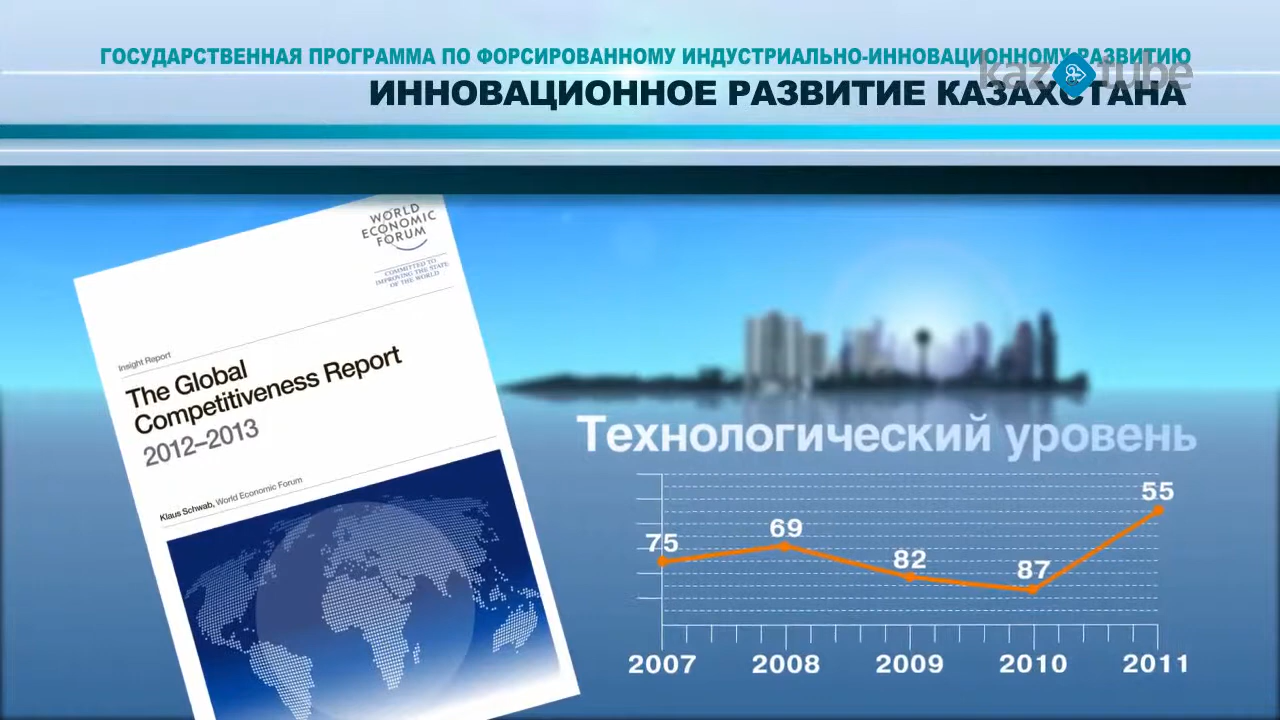 ГОСУДАРСТВЕННАЯ ПРОГРАММА ПО ФОРСИРОВАННОМУ ИНДУСТРИАЛЬНО-ИННОВАЦИОННОМУ РАЗВИТИЮ
kaz tube
ИННОВАЦИОННОЕ РАЗВИТИЕ КАЗАХСТАНА
WORLD
ECONOMIC
FORUM
COMMITTED TO
IMPROVING THE STATE
OF THE WORLD
Insight Report
The Global
Competitiveness Report
2012–2013
Klaus Schwab, World Economic Forum
Технологический уровень
75 69 82 87 55
2007 2008 2009 2010 2011